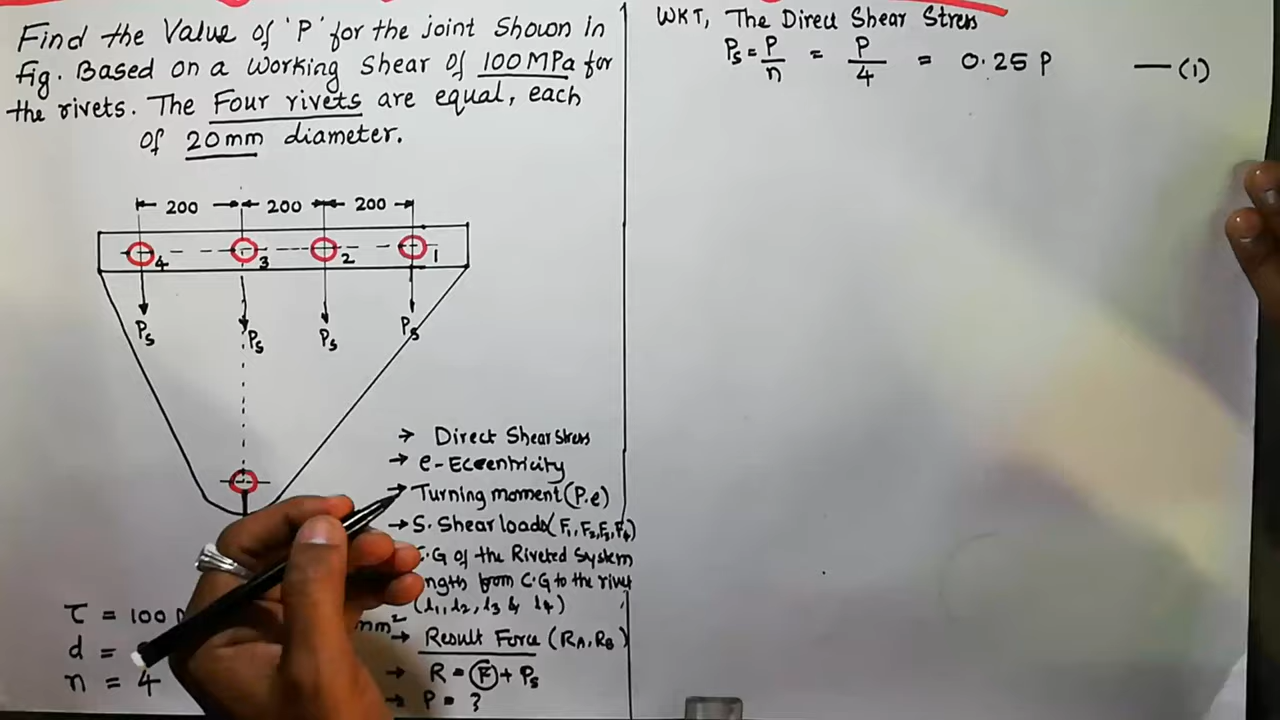 Find the Value of 'P' for the joint Shown in
fig. Based on a Working Shear of 100MPa for
the rivets. The Four rivets are equal, each
of 20mm diameter.
200 200 200
4 3 2 1
Ps Ps Ps Ps
→ Direct Shear Stress
→ e-Eccentricity
→ Turning moment (P.e)
→ S. Shear loads (F1, F2, F3, F4)
C.G of the Riveted System
from C.G to the rivet
(l1, l2, l3 & l4)
→ Result Force (RA, RB)
→ R = F + Ps
→ P = ?
τ = 100
mm²
d =
n = 4
WKT, The Direct Shear Stress
Ps = P/n = P/4 = 0.25 P — (1)